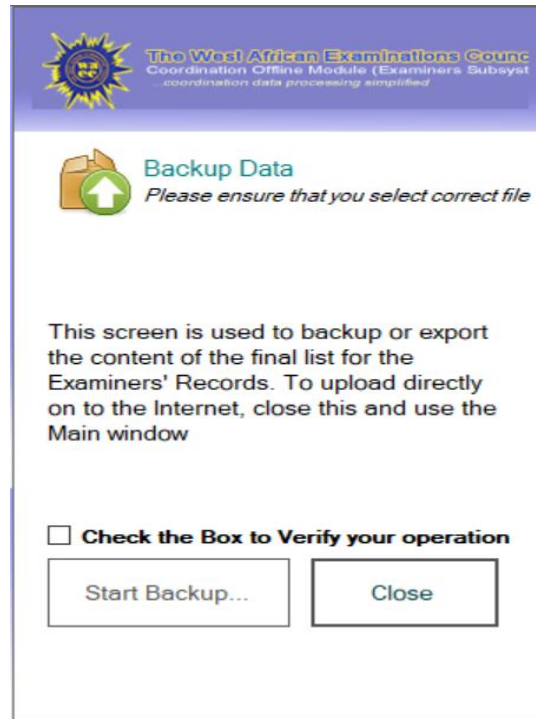 The West African Examinations Counc
Coordination Offline Module (Examiners Subsyst
...coordination data processing simplified
Backup Data
Please ensure that you select correct file
This screen is used to backup or export
the content of the final list for the
Examiners' Records. To upload directly
on to the Internet, close this and use the
Main window
Check the Box to Verify your operation
Start Backup...
Close